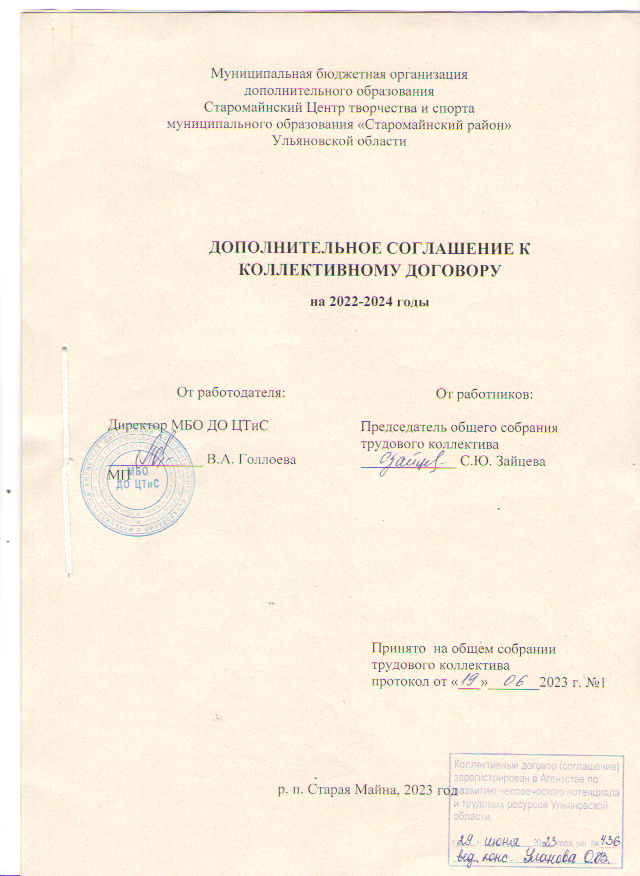 Муниципальная бюджетная организация
дополнительного образования
Старомайнский Центр творчества и спорта
муниципального образования «Старомайнский район»
Ульяновской области
ДОПОЛНИТЕЛЬНОЕ СОГЛАШЕНИЕ К
КОЛЛЕКТИВНОМУ ДОГОВОРУ
на 2022-2024 годы
От работодателя:
Директор МБО ДО ЦТиС
В.А. Голлоева
МП
МБО
ДО ЦТиС
От работников:
Председатель общего собрания
трудового коллектива
Зайцева С.Ю. Зайцева
Принято на общем собрании
трудового коллектива
протокол от «19» 06 2023 г. №1
р. п. Старая Майна, 2023 год
Коллективный договор (соглашение)
зарегистрирован в Агентстве по
развитию человеческого потенциала
и трудовых ресурсов Ульяновской
области
«29» июня 2023 года, рег. № 436
вед. конс. Уланова О.В.